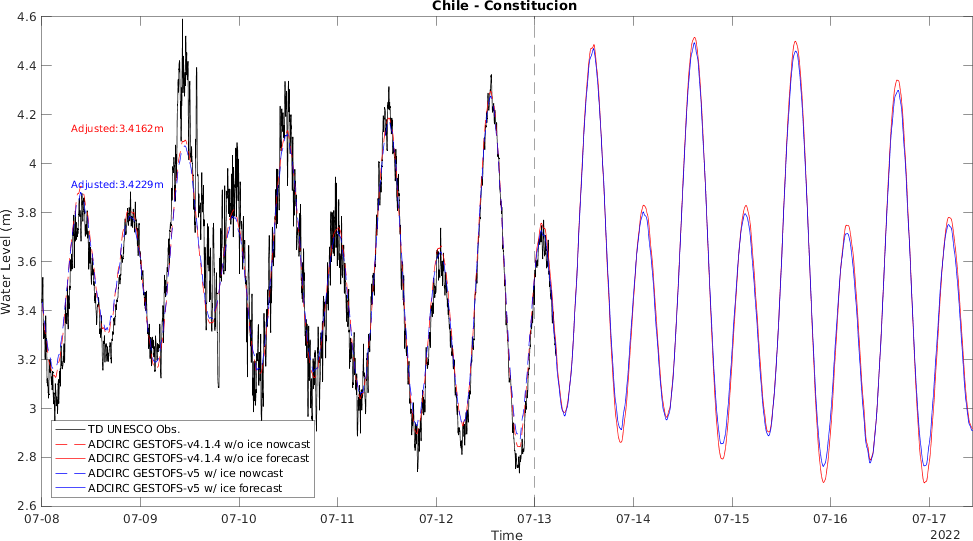 Chile - Constitucion
4.6
4.4
4.2
4
3.8
3.6
3.4
3.2
3
2.8
2.6
Water Level (m)
Adjusted:3.4162m
Adjusted:3.4229m
TD UNESCO Obs.
ADCIRC GESTOFS-v4.1.4 w/o ice nowcast
ADCIRC GESTOFS-v4.1.4 w/o ice forecast
ADCIRC GESTOFS-v5 w/ ice nowcast
ADCIRC GESTOFS-v5 w/ ice forecast
07-08 07-09 07-10 07-11 07-12 07-13 07-14 07-15 07-16 07-17
Time
2022